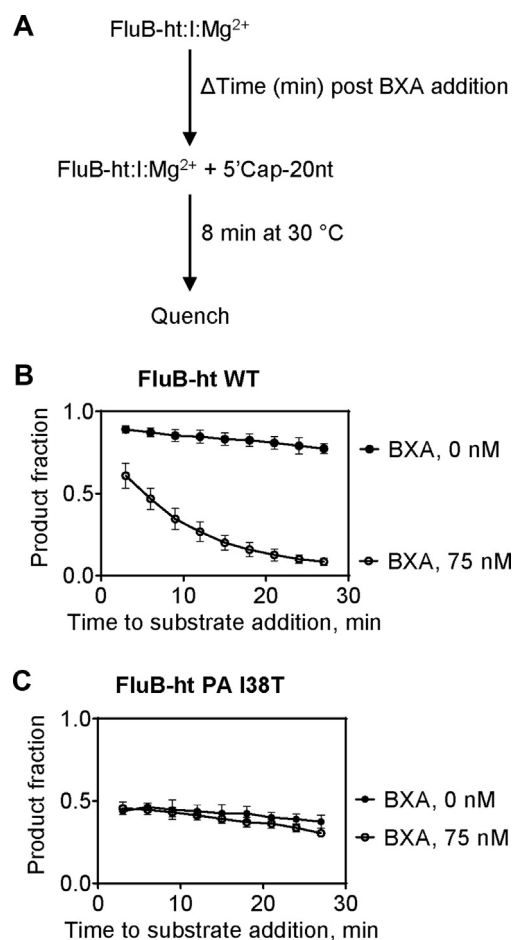 A
FluB-ht:I:Mg²⁺
ΔTime (min) post BXA addition
FluB-ht:I:Mg²⁺ + 5'Cap-20nt
8 min at 30 °C
Quench
B
FluB-ht WT
Product fraction
1.0
0.5
0.0
0 10 20 30
Time to substrate addition, min
BXA, 0 nM
BXA, 75 nM
C
FluB-ht PA I38T
Product fraction
1.0
0.5
0.0
0 10 20 30
Time to substrate addition, min
BXA, 0 nM
BXA, 75 nM